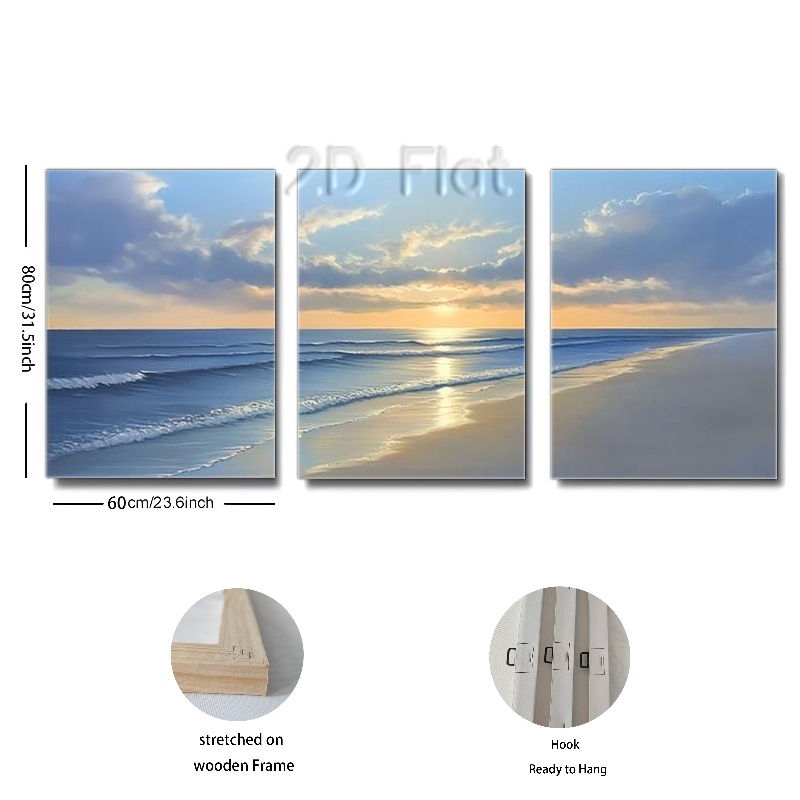 2D Flat
80cm/31.5inch
60cm/23.6inch
stretched on
wooden Frame
Hook
Ready to Hang